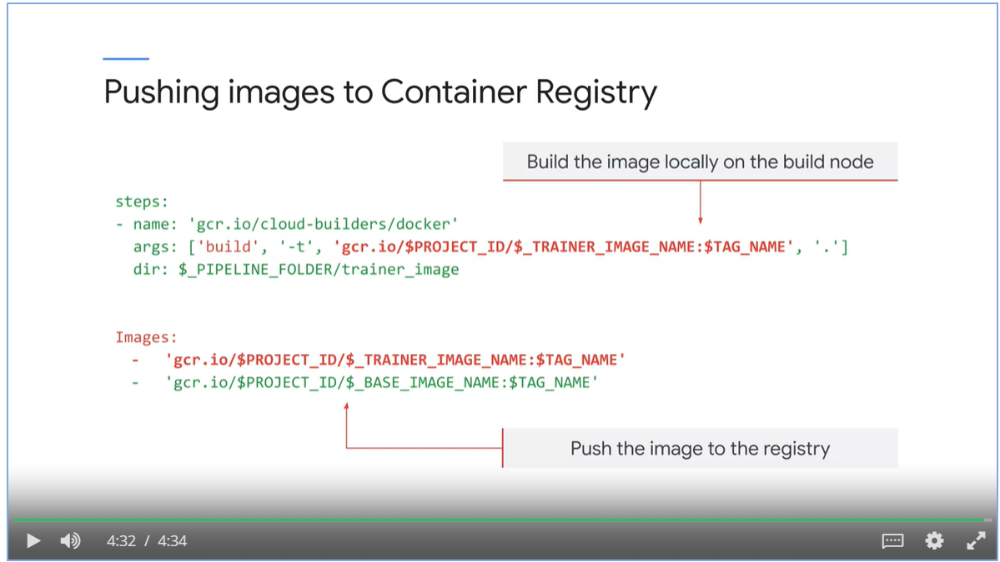 Pushing images to Container Registry
Build the image locally on the build node
steps:
- name: 'gcr.io/cloud-builders/docker'
args: ['build', '-t', 'gcr.io/$PROJECT_ID/$_TRAINER_IMAGE_NAME:$TAG_NAME', '.']
dir: $_PIPELINE_FOLDER/trainer_image
Images:
- 'gcr.io/$PROJECT_ID/$_TRAINER_IMAGE_NAME:$TAG_NAME'
- 'gcr.io/$PROJECT_ID/$_BASE_IMAGE_NAME:$TAG_NAME'
Push the image to the registry
4:32 / 4:34